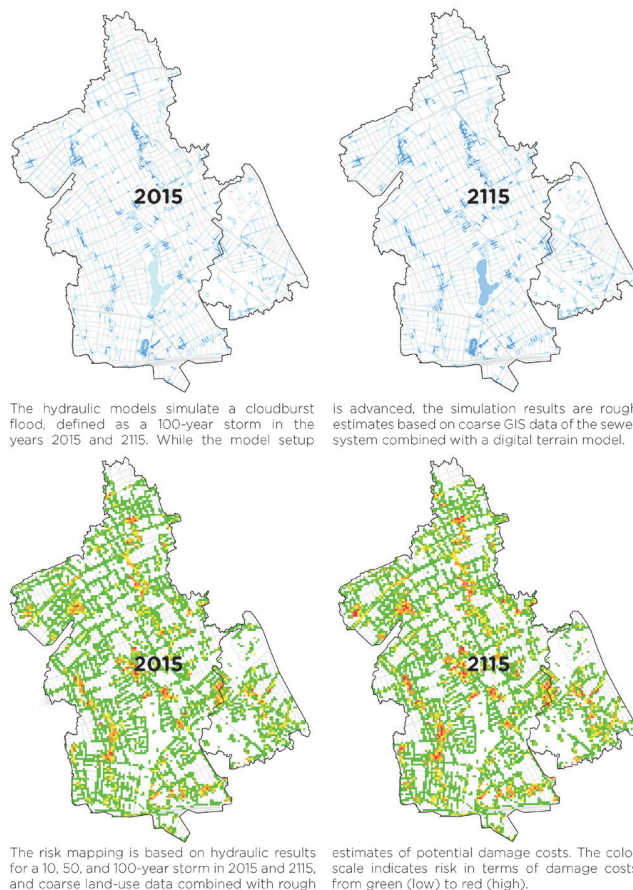 2015
2115
The hydraulic models simulate a cloudburst
flood, defined as a 100-year storm in the
years 2015 and 2115. While the model setup
is advanced, the simulation results are rough
estimates based on coarse GIS data of the sewe
system combined with a digital terrain model.
2015
2115
The risk mapping is based on hydraulic results
for a 10, 50, and 100-year storm in 2015 and 2115,
and coarse land-use data combined with rough
estimates of potential damage costs. The colo
scale indicates risk in terms of damage costs
from green (low) to red (high).